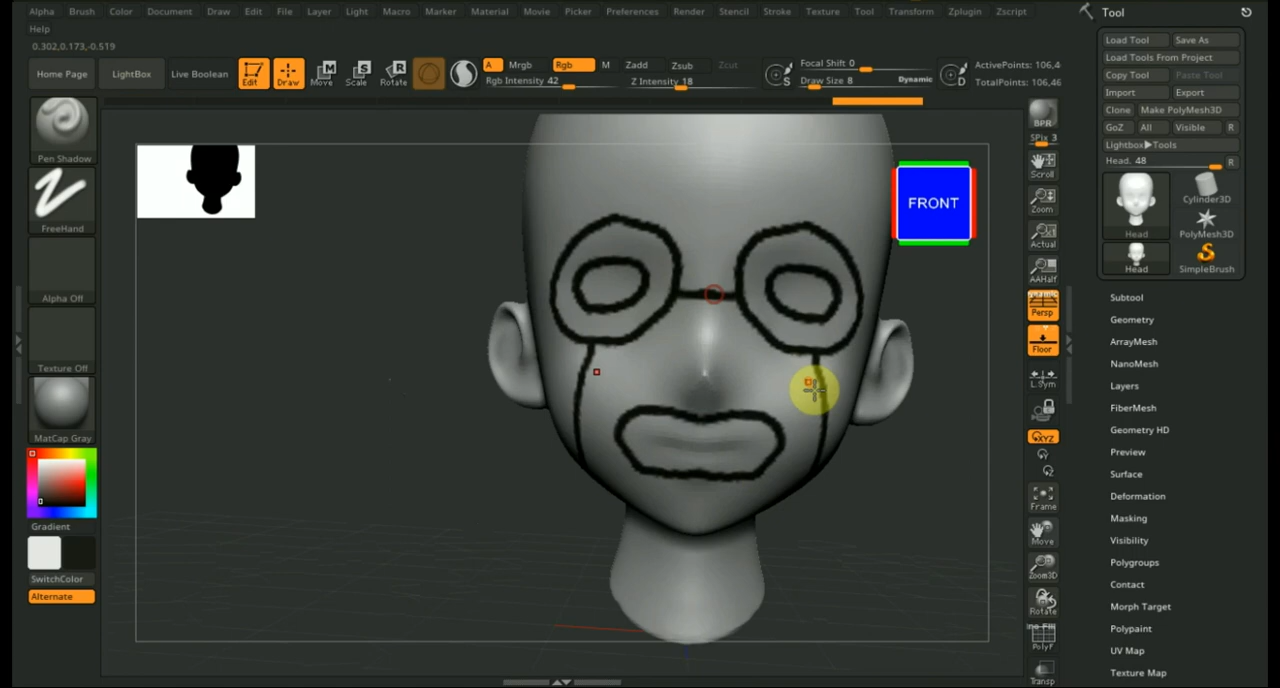 Alpha Brush Color Document Draw Edit File Layer Light Macro Marker Material Movie Picker Preferences Render Stencil Stroke Texture Tool Transform Zplugin Zscript
Help
0.302,0.173,-0.519
Home Page LightBox Live Boolean Edit Draw Move Scale Rotate
A Mrgb Rgb M Zadd Zsub Zcut
Rgb Intensity 42 Z Intensity 18
Focal Shift 0
Draw Size 8 Dynamic
ActivePoints: 106,4
TotalPoints: 106,46
Pen Shadow
FreeHand
Alpha Off
Texture Off
MatCap Gray
Gradient
SwitchColor
Alternate
FRONT
BPR
SPix 3
Scroll
Zoom
Actual
AAHalf
Persp
Floor
L.Sym
XYZ
Frame
Move
Zoom3D
Rotate
PolyF
Transp
Tool
Load Tool Save As
Load Tools From Project
Copy Tool Paste Tool
Import Export
Clone Make PolyMesh3D
GoZ All Visible R
Lightbox▶Tools
Head. 48 R
Head Cylinder3D
PolyMesh3D
Head SimpleBrush
Subtool
Geometry
ArrayMesh
NanoMesh
Layers
FiberMesh
Geometry HD
Preview
Surface
Deformation
Masking
Visibility
Polygroups
Contact
Morph Target
Polypaint
UV Map
Texture Map